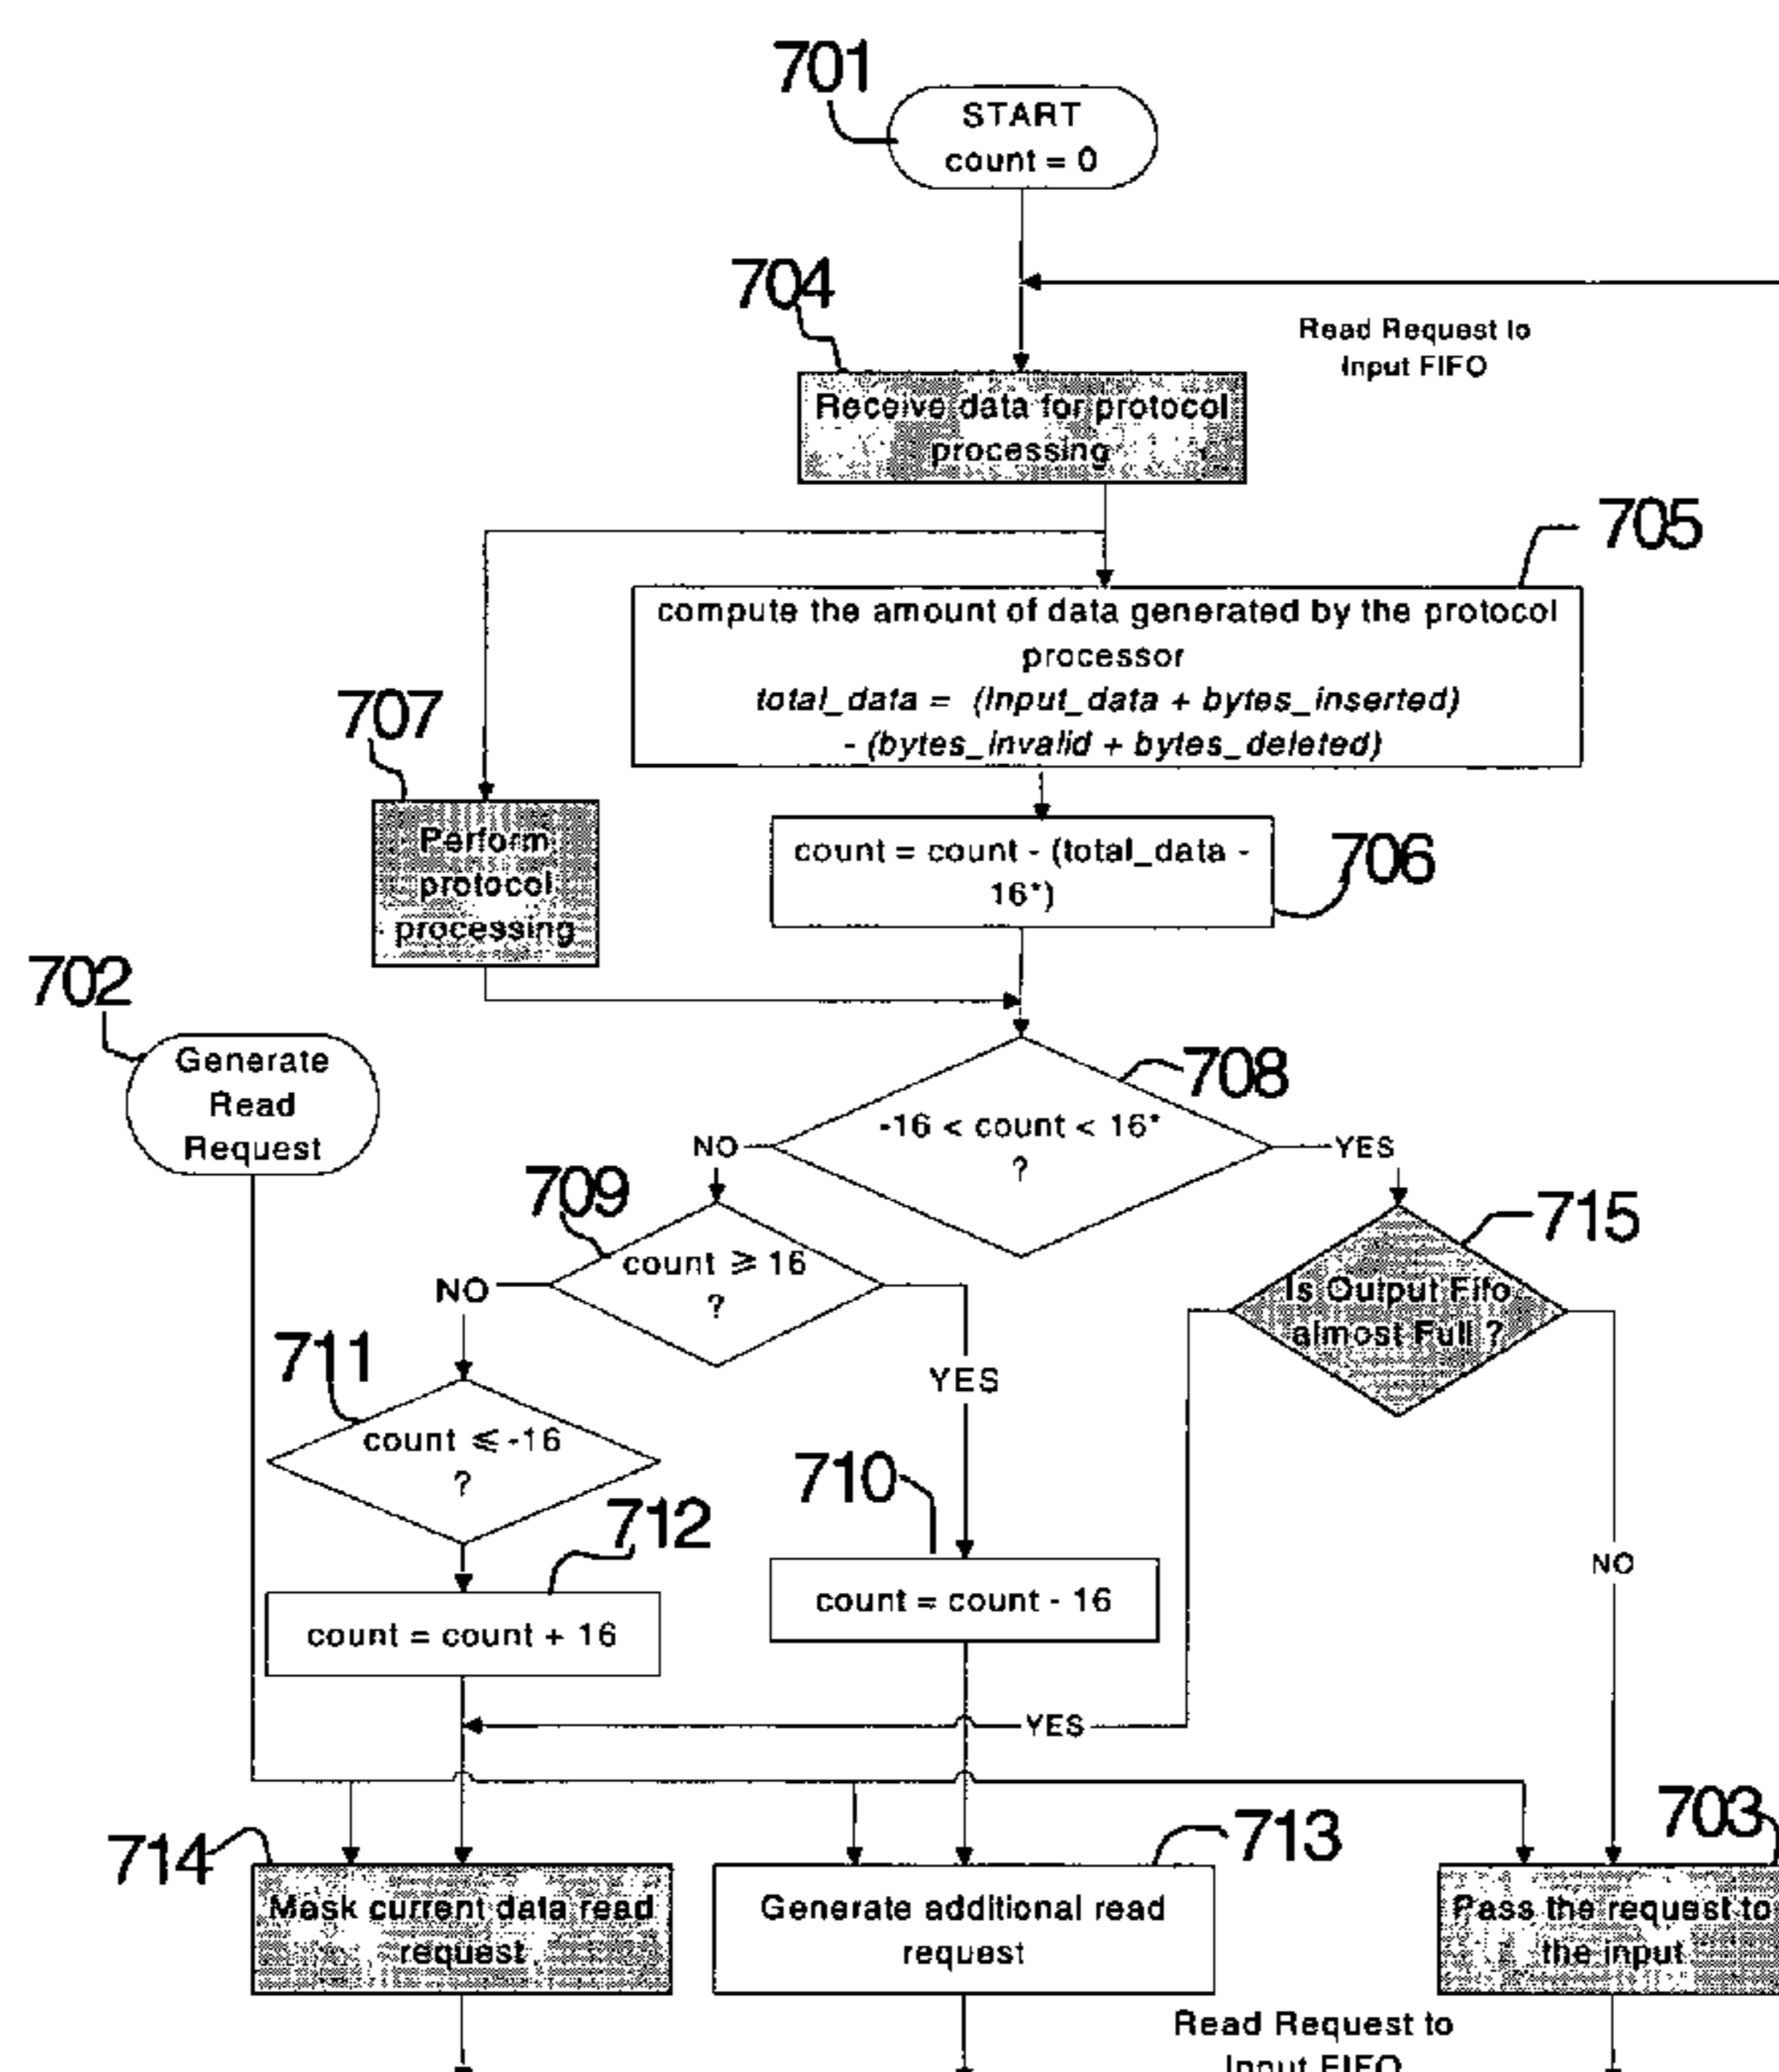 701
START
count = 0
704
Read Request to
Input FIFO
Receive data for protocol
processing
705
compute the amount of data generated by the protocol
processor
total_data = (Input_data + bytes_inserted)
- (bytes_invalid + bytes_deleted)
707
Perform
protocol
processing
count = count - (total_data -
16*)
706
702
Generate
Read
Request
708
-16 < count < 16*
?
NO
YES
709
count ⩾ 16
?
NO
YES
715
Is Output Fifo
almost Full ?
711
count ⩽ -16
?
710
712
NO
count = count - 16
count = count + 16
YES
714
713
703
Mask current data read
request
Generate additional read
request
Pass the request to
the input
Read Request to
Input FIFO